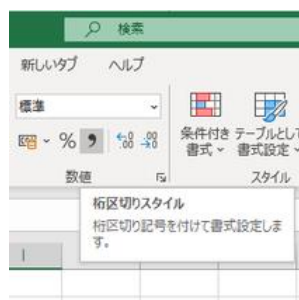 検索
新しいタブ ヘルプ
標準
% 9 .00 .00
条件付き 書式
テーブルとして 書式設定
数値
スタイル
桁区切りスタイル
桁区切り記号を付けて書式設定しま
す。
I